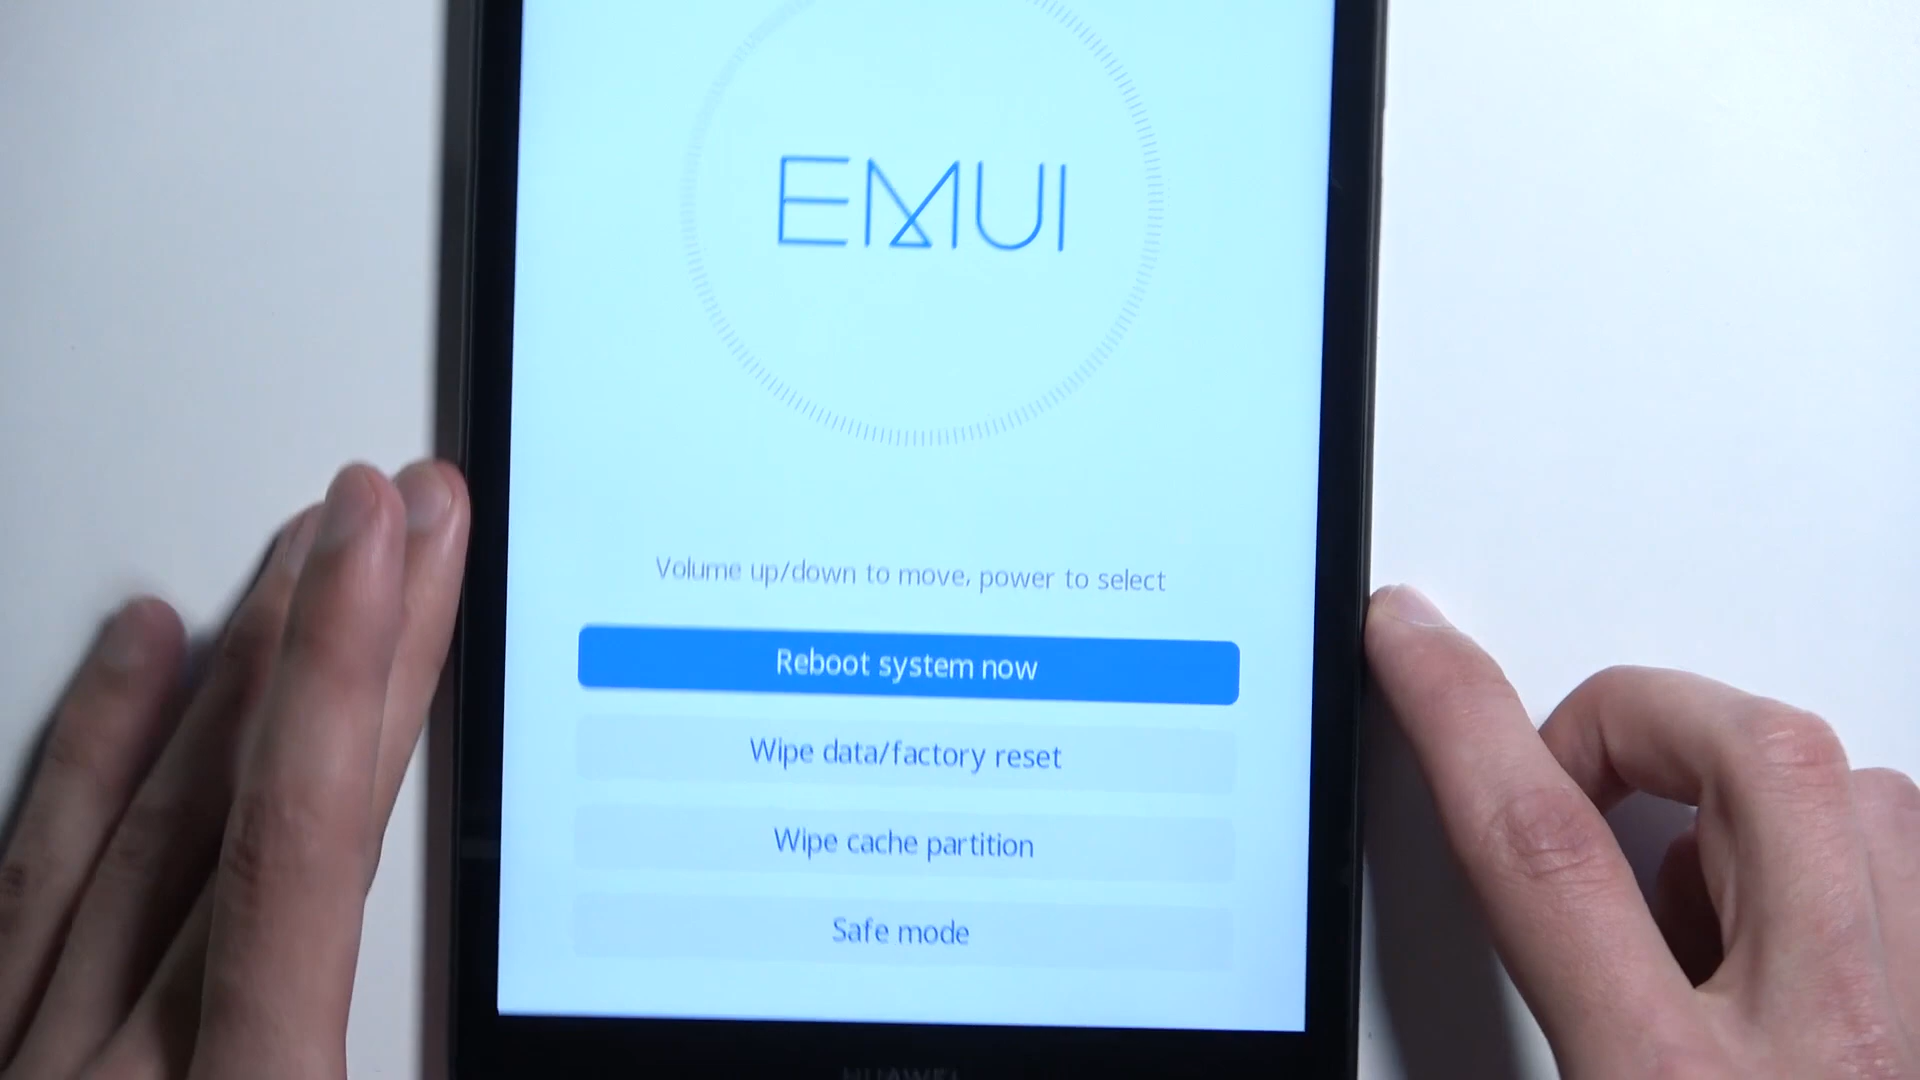 EMUI
Volume up/down to move, power to select
Reboot system now
Wipe data/factory reset
Wipe cache partition
Safe mode
HUAWEI